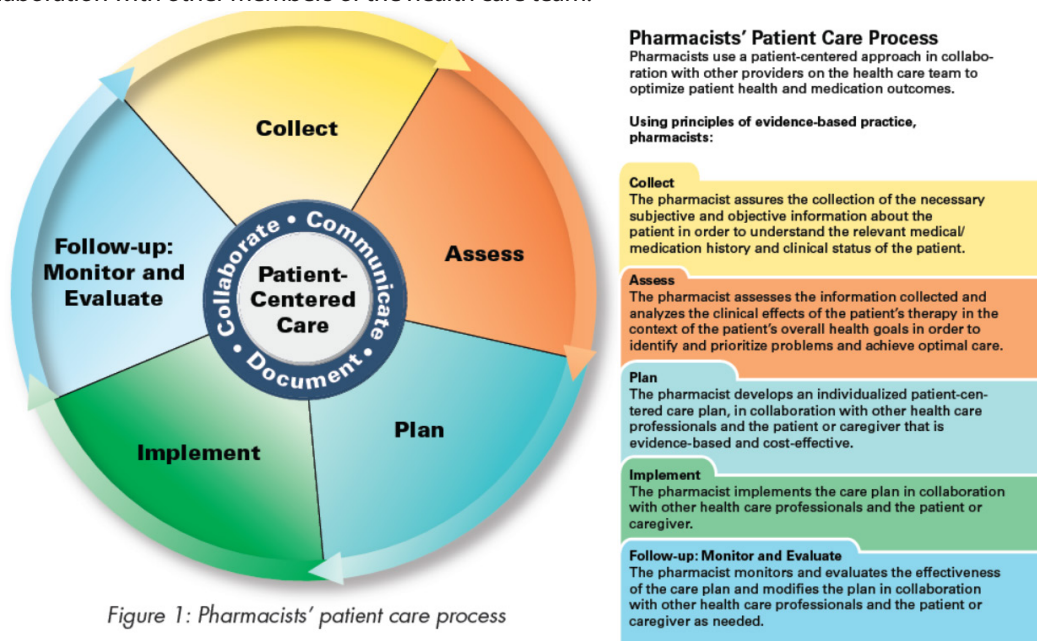 laboration with other members of the health care team.
Collect
Assess
Plan
Implement
Follow-up:
Monitor and
Evaluate
Patient-
Centered
Care
Collaborate • Communicate • Document •
Figure 1: Pharmacists' patient care process
Pharmacists' Patient Care Process
Pharmacists use a patient-centered approach in collabo-
ration with other providers on the health care team to
optimize patient health and medication outcomes.
Using principles of evidence-based practice,
pharmacists:
Collect
The pharmacist assures the collection of the necessary
subjective and objective information about the
patient in order to understand the relevant medical/
medication history and clinical status of the patient.
Assess
The pharmacist assesses the information collected and
analyzes the clinical effects of the patient's therapy in the
context of the patient's overall health goals in order to
identify and prioritize problems and achieve optimal care.
Plan
The pharmacist develops an individualized patient-cen-
tered care plan, in collaboration with other health care
professionals and the patient or caregiver that is
evidence-based and cost-effective.
Implement
The pharmacist implements the care plan in collaboration
with other health care professionals and the patient or
caregiver.
Follow-up: Monitor and Evaluate
The pharmacist monitors and evaluates the effectiveness
of the care plan and modifies the plan in collaboration
with other health care professionals and the patient or
caregiver as needed.